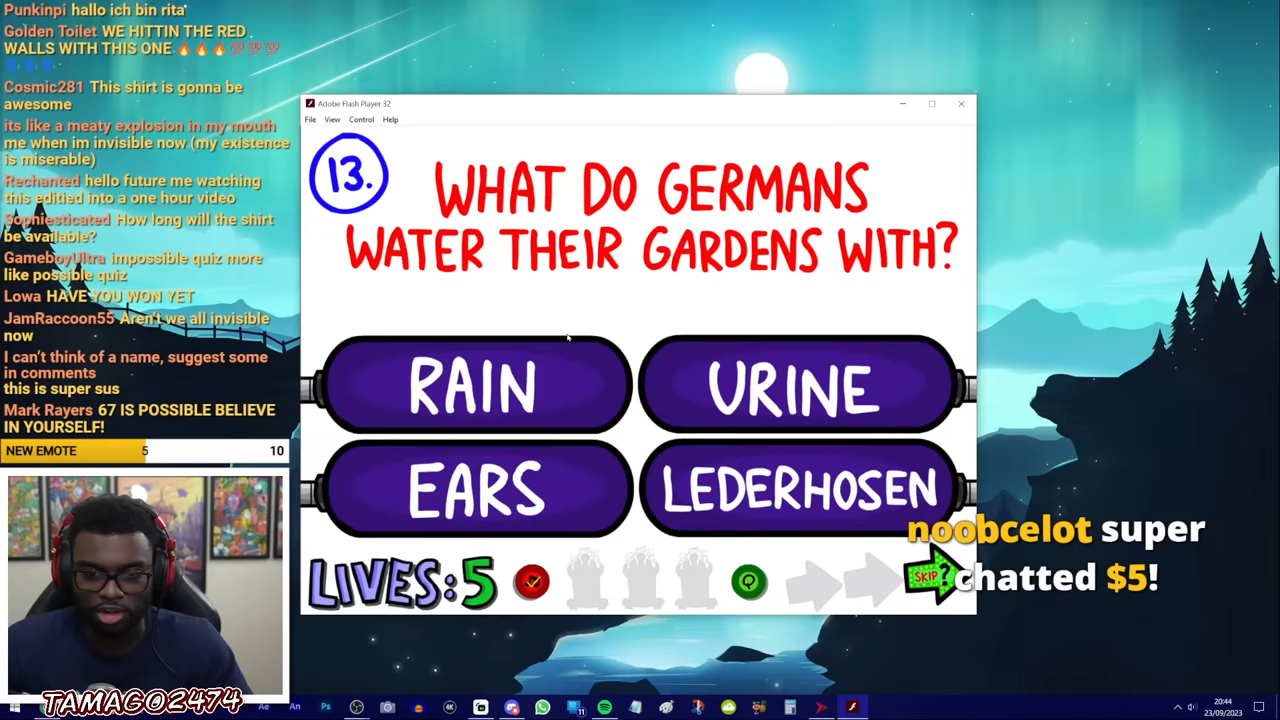 Punkinpi hallo ich bin rita
Golden Toilet WE HITTIN THE RED
WALLS WITH THIS ONE 🔥🔥🔥💯💯💯
🗣🗣🗣
Cosmic281 This shirt is gonna be
awesome
its like a meaty explosion in my mouth
me when im invisible now (my existence
is miserable)
Rechanted hello future me watching
this editied into a one hour video
Sophiesticated How long will the shirt
be available?
GameboyUltra impossible quiz more
like possible quiz
Lowa HAVE YOU WON YET
JamRaccoon55 Aren't we all invisible
now
I can't think of a name, suggest some
in comments
this is super sus
Mark Rayers 67 IS POSSIBLE BELIEVE
IN YOURSELF!
NEW EMOTE 5 10
TAMAGO2474
Adobe Flash Player 32
File View Control Help
13.
WHAT DO GERMANS
WATER THEIR GARDENS WITH?
RAIN
URINE
EARS
LEDERHOSEN
LIVES:5
SKIP?
noobcelot super
chatted $5!
Ae An Ps 4K 11
20:44
23/09/2023